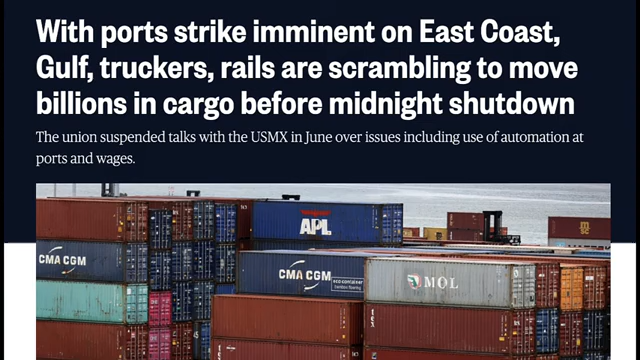 With ports strike imminent on East Coast,
Gulf, truckers, rails are scrambling to move
billions in cargo before midnight shutdown
The union suspended talks with the USMX in June over issues including use of automation at
ports and wages.
APL
CMA CGM
CMA CGM
MOL